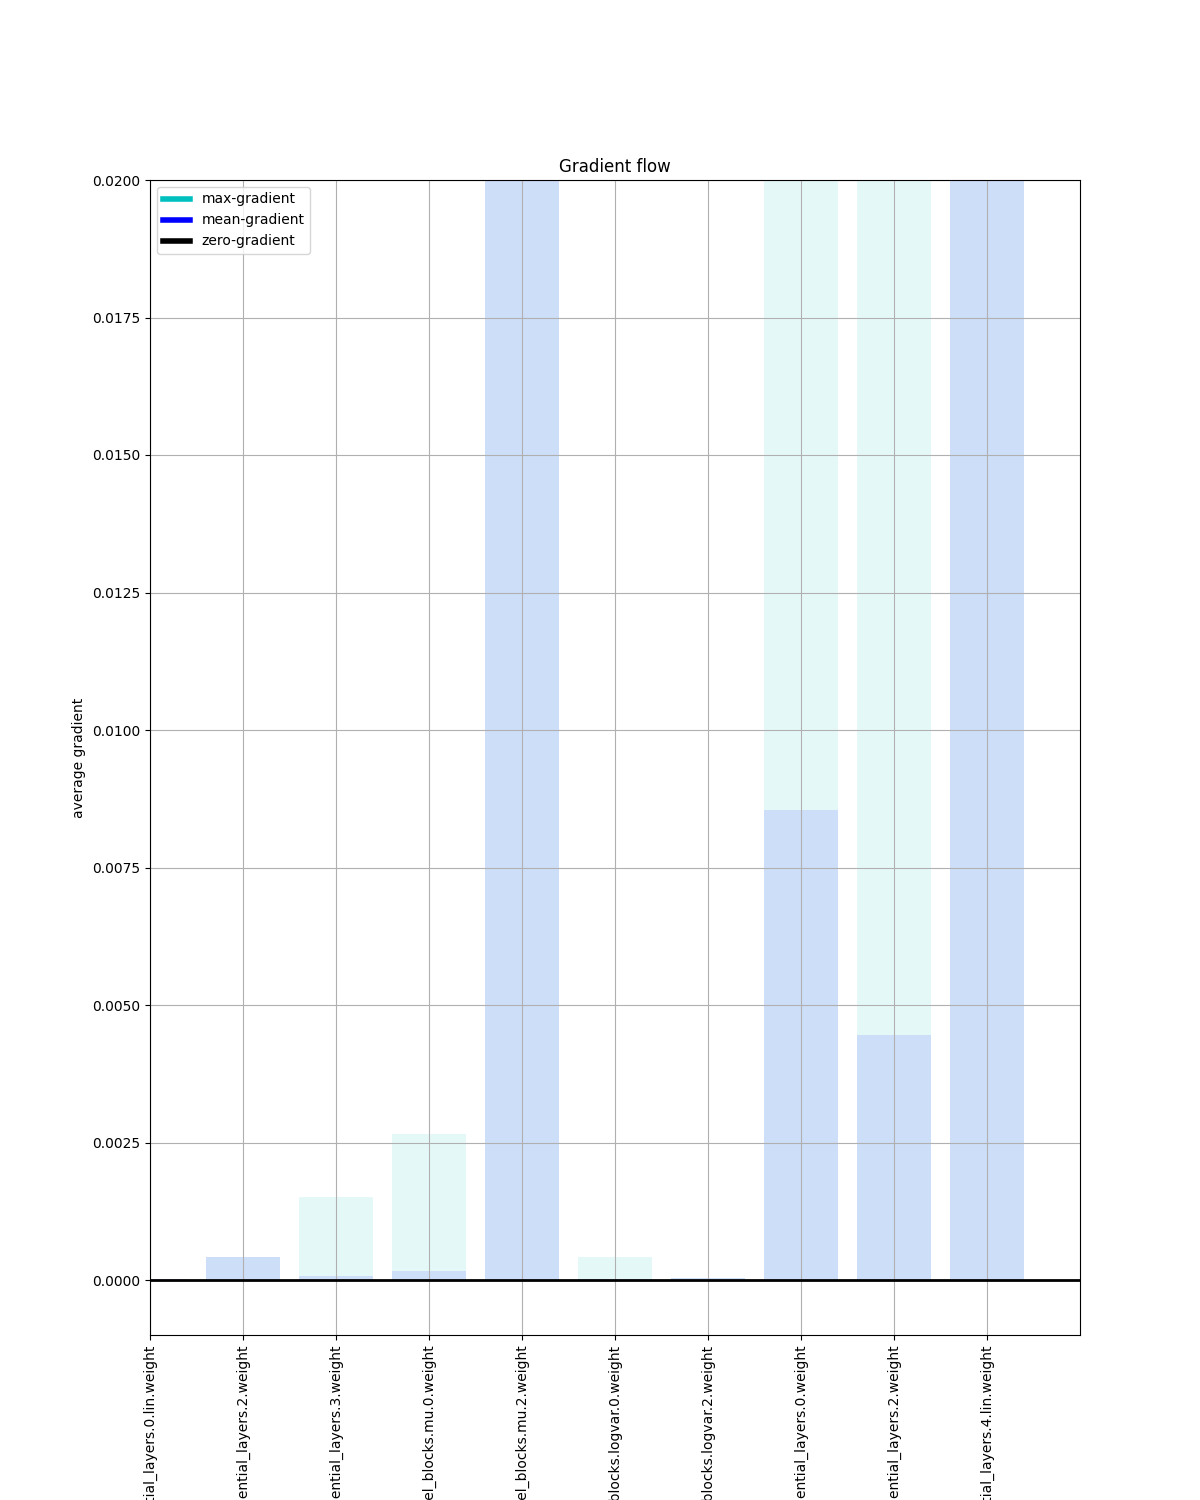 Gradient flow
max-gradient
mean-gradient
zero-gradient
0.0200
0.0175
0.0150
0.0125
0.0100
0.0075
0.0050
0.0025
0.0000
average gradient
tial_layers.0.lin.weight
ential_layers.2.weight
ential_layers.3.weight
el_blocks.mu.0.weight
el_blocks.mu.2.weight
blocks.logvar.0.weight
blocks.logvar.2.weight
ential_layers.0.weight
ential_layers.2.weight
tial_layers.4.lin.weight